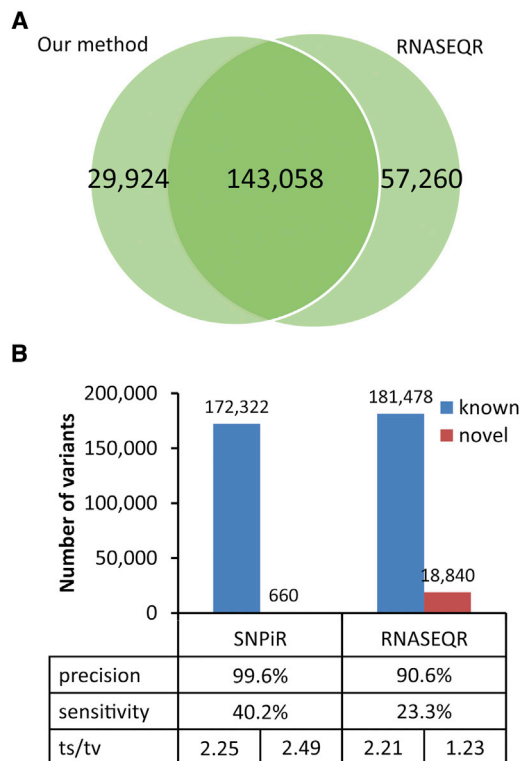 A
Our method
RNASEQR
29,924
143,058
57,260
B
Number of variants
200,000
150,000
100,000
50,000
0
172,322
660
181,478
18,840
known
novel
SNPiR RNASEQR
precision 99.6% 90.6%
sensitivity 40.2% 23.3%
ts/tv 2.25 2.49 2.21 1.23